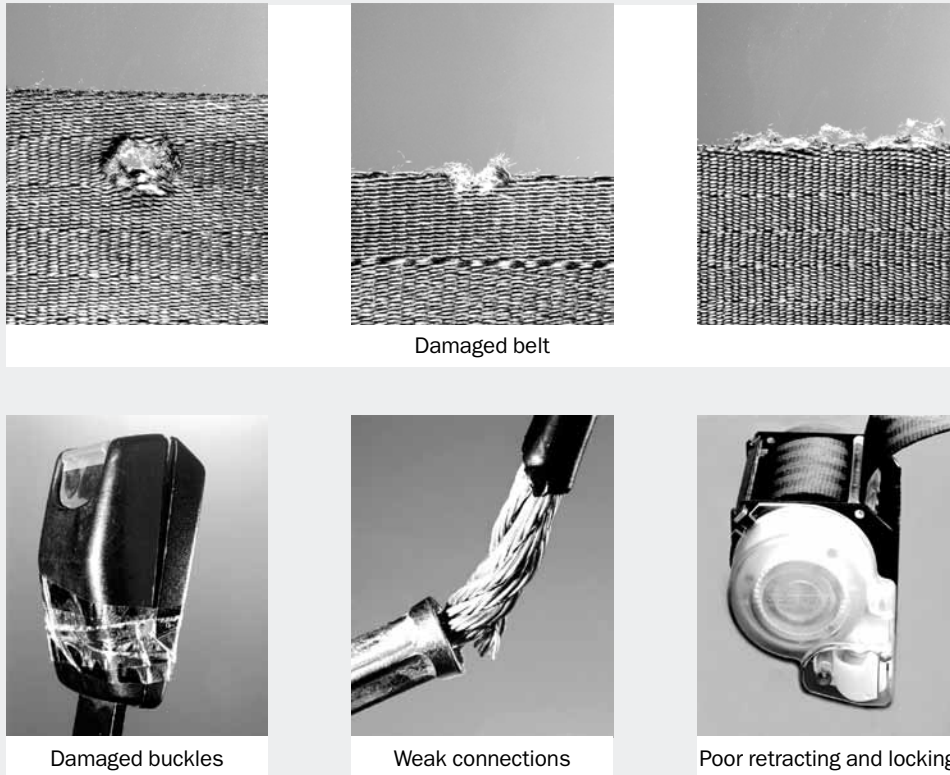 Damaged belt
Damaged buckles
Weak connections
Poor retracting and locking